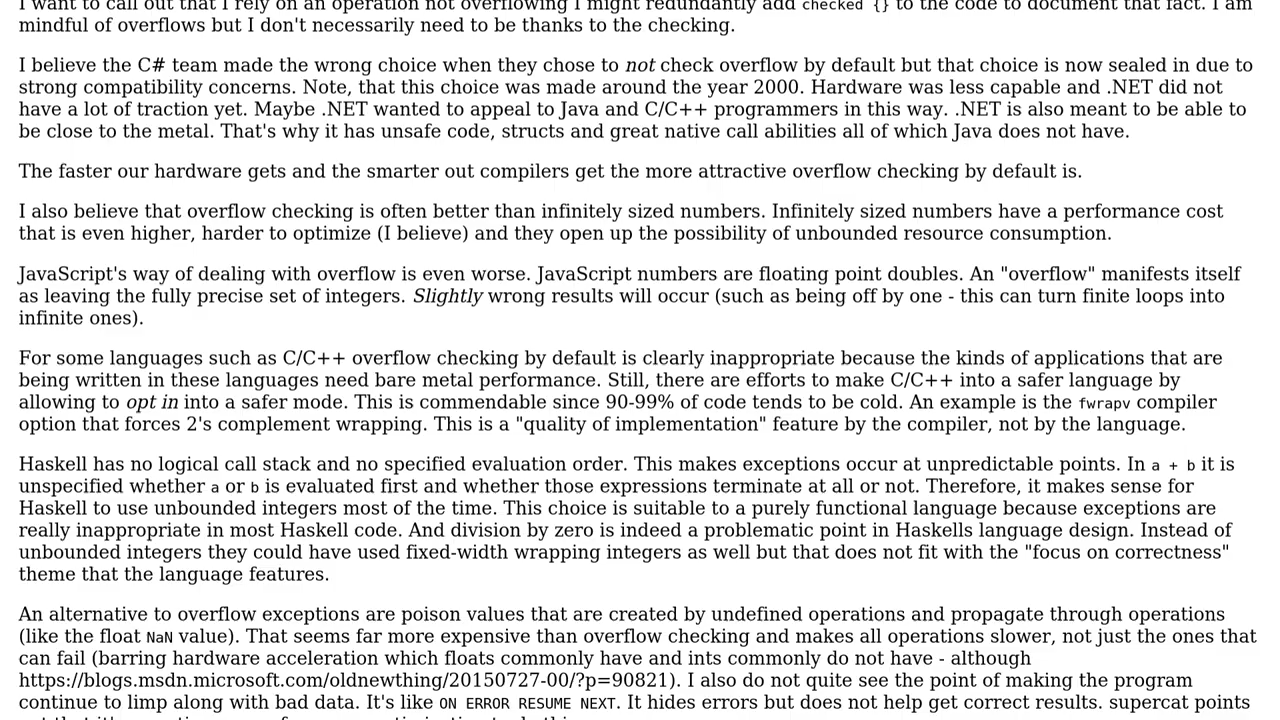 I want to call out that I rely on an operation not overflowing I might redundantly add checked {} to the code to document that fact. I am
mindful of overflows but I don't necessarily need to be thanks to the checking.
I believe the C# team made the wrong choice when they chose to not check overflow by default but that choice is now sealed in due to
strong compatibility concerns. Note, that this choice was made around the year 2000. Hardware was less capable and .NET did not
have a lot of traction yet. Maybe .NET wanted to appeal to Java and C/C++ programmers in this way. .NET is also meant to be able to
be close to the metal. That's why it has unsafe code, structs and great native call abilities all of which Java does not have.
The faster our hardware gets and the smarter out compilers get the more attractive overflow checking by default is.
I also believe that overflow checking is often better than infinitely sized numbers. Infinitely sized numbers have a performance cost
that is even higher, harder to optimize (I believe) and they open up the possibility of unbounded resource consumption.
JavaScript's way of dealing with overflow is even worse. JavaScript numbers are floating point doubles. An "overflow" manifests itself
as leaving the fully precise set of integers. Slightly wrong results will occur (such as being off by one - this can turn finite loops into
infinite ones).
For some languages such as C/C++ overflow checking by default is clearly inappropriate because the kinds of applications that are
being written in these languages need bare metal performance. Still, there are efforts to make C/C++ into a safer language by
allowing to opt in into a safer mode. This is commendable since 90-99% of code tends to be cold. An example is the fwrapv compiler
option that forces 2's complement wrapping. This is a "quality of implementation" feature by the compiler, not by the language.
Haskell has no logical call stack and no specified evaluation order. This makes exceptions occur at unpredictable points. In a + b it is
unspecified whether a or b is evaluated first and whether those expressions terminate at all or not. Therefore, it makes sense for
Haskell to use unbounded integers most of the time. This choice is suitable to a purely functional language because exceptions are
really inappropriate in most Haskell code. And division by zero is indeed a problematic point in Haskells language design. Instead of
unbounded integers they could have used fixed-width wrapping integers as well but that does not fit with the "focus on correctness"
theme that the language features.
An alternative to overflow exceptions are poison values that are created by undefined operations and propagate through operations
(like the float NaN value). That seems far more expensive than overflow checking and makes all operations slower, not just the ones that
can fail (barring hardware acceleration which floats commonly have and ints commonly do not have - although
https://blogs.msdn.microsoft.com/oldnewthing/20150727-00/?p=90821). I also do not quite see the point of making the program
continue to limp along with bad data. It's like ON ERROR RESUME NEXT. It hides errors but does not help get correct results. supercat points